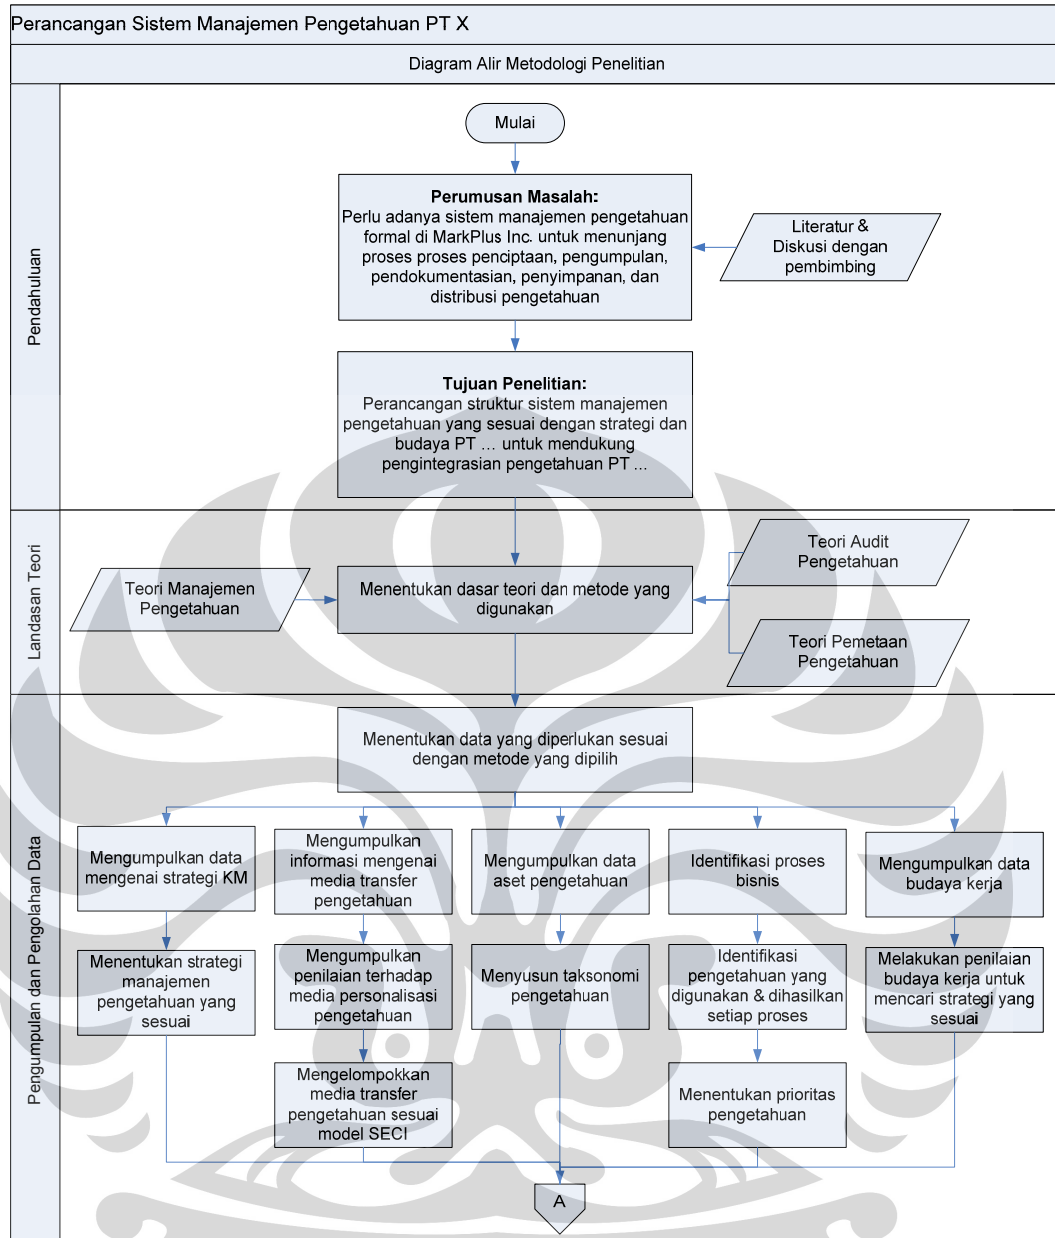 Perancangan Sistem Manajemen Pengetahuan PT X
Diagram Alir Metodologi Penelitian
Pendahuluan
Mulai
Perumusan Masalah:
Perlu adanya sistem manajemen pengetahuan
formal di MarkPlus Inc. untuk menunjang
proses proses penciptaan, pengumpulan,
pendokumentasian, penyimpanan, dan
distribusi pengetahuan
Literatur &
Diskusi dengan
pembimbing
Tujuan Penelitian:
Perancangan struktur sistem manajemen
pengetahuan yang sesuai dengan strategi dan
budaya PT ... untuk mendukung
pengintegrasian pengetahuan PT ...
Landasan Teori
Teori Manajemen
Pengetahuan
Menentukan dasar teori dan metode yang
digunakan
Teori Audit
Pengetahuan
Teori Pemetaan
Pengetahuan
Pengumpulan dan Pengolahan Data
Menentukan data yang diperlukan sesuai
dengan metode yang dipilih
Mengumpulkan data
mengenai strategi KM
Mengumpulkan
informasi mengenai
media transfer
pengetahuan
Mengumpulkan data
aset pengetahuan
Identifikasi proses
bisnis
Mengumpulkan data
budaya kerja
Menentukan strategi
manajemen
pengetahuan yang
sesuai
Mengumpulkan
penilaian terhadap
media personalisasi
pengetahuan
Menyusun taksonomi
pengetahuan
Identifikasi
pengetahuan yang
digunakan & dihasilkan
setiap proses
Melakukan penilaian
budaya kerja untuk
mencari strategi yang
sesuai
Mengelompokkan
media transfer
pengetahuan sesuai
model SECI
Menentukan prioritas
pengetahuan
A